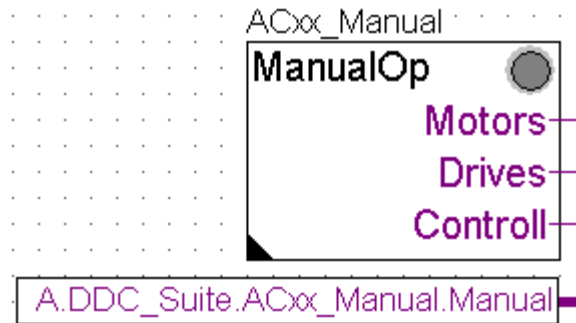 ACxx_Manual
ManualOp
Motors
Drives
Controll
A.DDC_Suite.ACxx_Manual.Manual